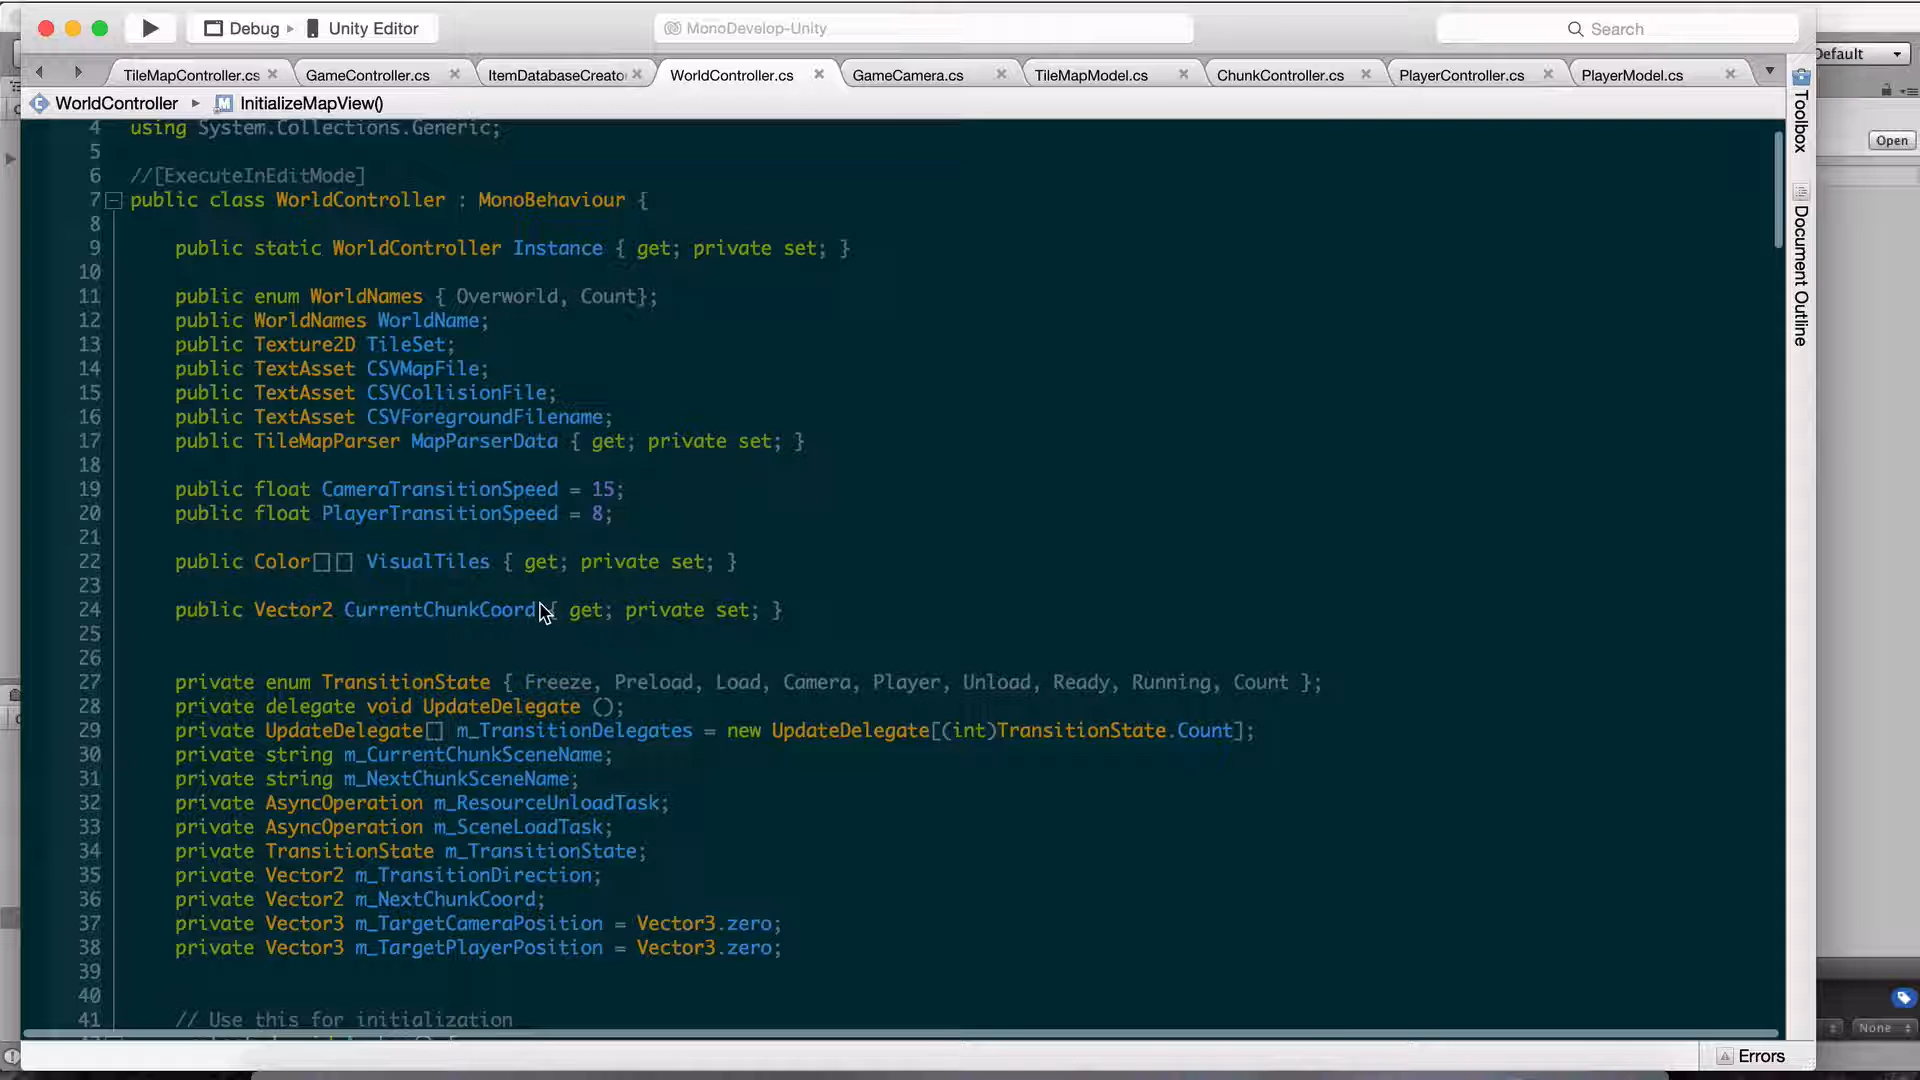 Debug
Unity Editor
MonoDevelop-Unity
Search
Default
TileMapController.cs
GameController.cs
ItemDatabaseCreato
WorldController.cs
GameCamera.cs
TileMapModel.cs
ChunkController.cs
PlayerController.cs
PlayerModel.cs
WorldController
InitializeMapView()
Toolbox
Document Outline
Open
4 using System.Collections.Generic;
5
6 //[ExecuteInEditMode]
7 public class WorldController : MonoBehaviour {
8
9 public static WorldController Instance { get; private set; }
10
11 public enum WorldNames { Overworld, Count};
12 public WorldNames WorldName;
13 public Texture2D TileSet;
14 public TextAsset CSVMapFile;
15 public TextAsset CSVCollisionFile;
16 public TextAsset CSVForegroundFilename;
17 public TileMapParser MapParserData { get; private set; }
18
19 public float CameraTransitionSpeed = 15;
20 public float PlayerTransitionSpeed = 8;
21
22 public Color[][] VisualTiles { get; private set; }
23
24 public Vector2 CurrentChunkCoord { get; private set; }
25
26
27 private enum TransitionState { Freeze, Preload, Load, Camera, Player, Unload, Ready, Running, Count };
28 private delegate void UpdateDelegate ();
29 private UpdateDelegate[] m_TransitionDelegates = new UpdateDelegate[(int)TransitionState.Count];
30 private string m_CurrentChunkSceneName;
31 private string m_NextChunkSceneName;
32 private AsyncOperation m_ResourceUnloadTask;
33 private AsyncOperation m_SceneLoadTask;
34 private TransitionState m_TransitionState;
35 private Vector2 m_TransitionDirection;
36 private Vector2 m_NextChunkCoord;
37 private Vector3 m_TargetCameraPosition = Vector3.zero;
38 private Vector3 m_TargetPlayerPosition = Vector3.zero;
39
40
41 // Use this for initialization
None
Errors